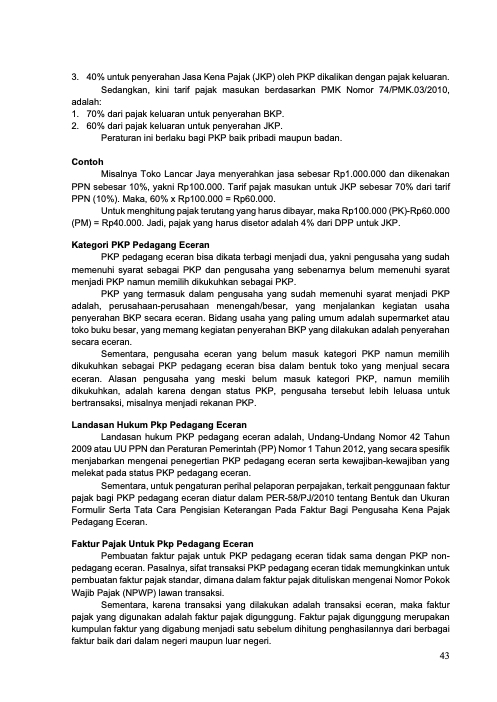 3. 40% untuk penyerahan Jasa Kena Pajak (JKP) oleh PKP dikalikan dengan pajak keluaran.
Sedangkan, kini tarif pajak masukan berdasarkan PMK Nomor 74/PMK.03/2010,
adalah:
1. 70% dari pajak keluaran untuk penyerahan BKP.
2. 60% dari pajak keluaran untuk penyerahan JKP.
Peraturan ini berlaku bagi PKP baik pribadi maupun badan.
Contoh
Misalnya Toko Lancar Jaya menyerahkan jasa sebesar Rp1.000.000 dan dikenakan
PPN sebesar 10%, yakni Rp100.000. Tarif pajak masukan untuk JKP sebesar 70% dari tarif
PPN (10%). Maka, 60% x Rp100.000 = Rp60.000.
Untuk menghitung pajak terutang yang harus dibayar, maka Rp100.000 (PK)-Rp60.000
(PM) = Rp40.000. Jadi, pajak yang harus disetor adalah 4% dari DPP untuk JKP.
Kategori PKP Pedagang Eceran
PKP pedagang eceran bisa dikata terbagi menjadi dua, yakni pengusaha yang sudah
memenuhi syarat sebagai PKP dan pengusaha yang sebenarnya belum memenuhi syarat
menjadi PKP namun memilih dikukuhkan sebagai PKP.
PKP yang termasuk dalam pengusaha yang sudah memenuhi syarat menjadi PKP
adalah, perusahaan-perusahaan menengah/besar, yang menjalankan kegiatan usaha
penyerahan BKP secara eceran. Bidang usaha yang paling umum adalah supermarket atau
toko buku besar, yang memang kegiatan penyerahan BKP yang dilakukan adalah penyerahan
secara eceran.
Sementara, pengusaha eceran yang belum masuk kategori PKP namun memilih
dikukuhkan sebagai PKP pedagang eceran bisa dalam bentuk toko yang menjual secara
eceran. Alasan pengusaha yang meski belum masuk kategori PKP, namun memilih
dikukuhkan, adalah karena dengan status PKP, pengusaha tersebut lebih leluasa untuk
bertransaksi, misalnya menjadi rekanan PKP.
Landasan Hukum Pkp Pedagang Eceran
Landasan hukum PKP pedagang eceran adalah, Undang-Undang Nomor 42 Tahun
2009 atau UU PPN dan Peraturan Pemerintah (PP) Nomor 1 Tahun 2012, yang secara spesifik
menjabarkan mengenai penegertian PKP pedagang eceran serta kewajiban-kewajiban yang
melekat pada status PKP pedagang eceran.
Sementara, untuk pengaturan perihal pelaporan perpajakan, terkait penggunaan faktur
pajak bagi PKP pedagang eceran diatur dalam PER-58/PJ/2010 tentang Bentuk dan Ukuran
Formulir Serta Tata Cara Pengisian Keterangan Pada Faktur Bagi Pengusaha Kena Pajak
Pedagang Eceran.
Faktur Pajak Untuk Pkp Pedagang Eceran
Pembuatan faktur pajak untuk PKP pedagang eceran tidak sama dengan PKP non-
pedagang eceran. Pasalnya, sifat transaksi PKP pedagang eceran tidak memungkinkan untuk
pembuatan faktur pajak standar, dimana dalam faktur pajak dituliskan mengenai Nomor Pokok
Wajib Pajak (NPWP) lawan transaksi.
Sementara, karena transaksi yang dilakukan adalah transaksi eceran, maka faktur
pajak yang digunakan adalah faktur pajak digunggung. Faktur pajak digunggung merupakan
kumpulan faktur yang digabung menjadi satu sebelum dihitung penghasilannya dari berbagai
faktur baik dari dalam negeri maupun luar negeri.
43